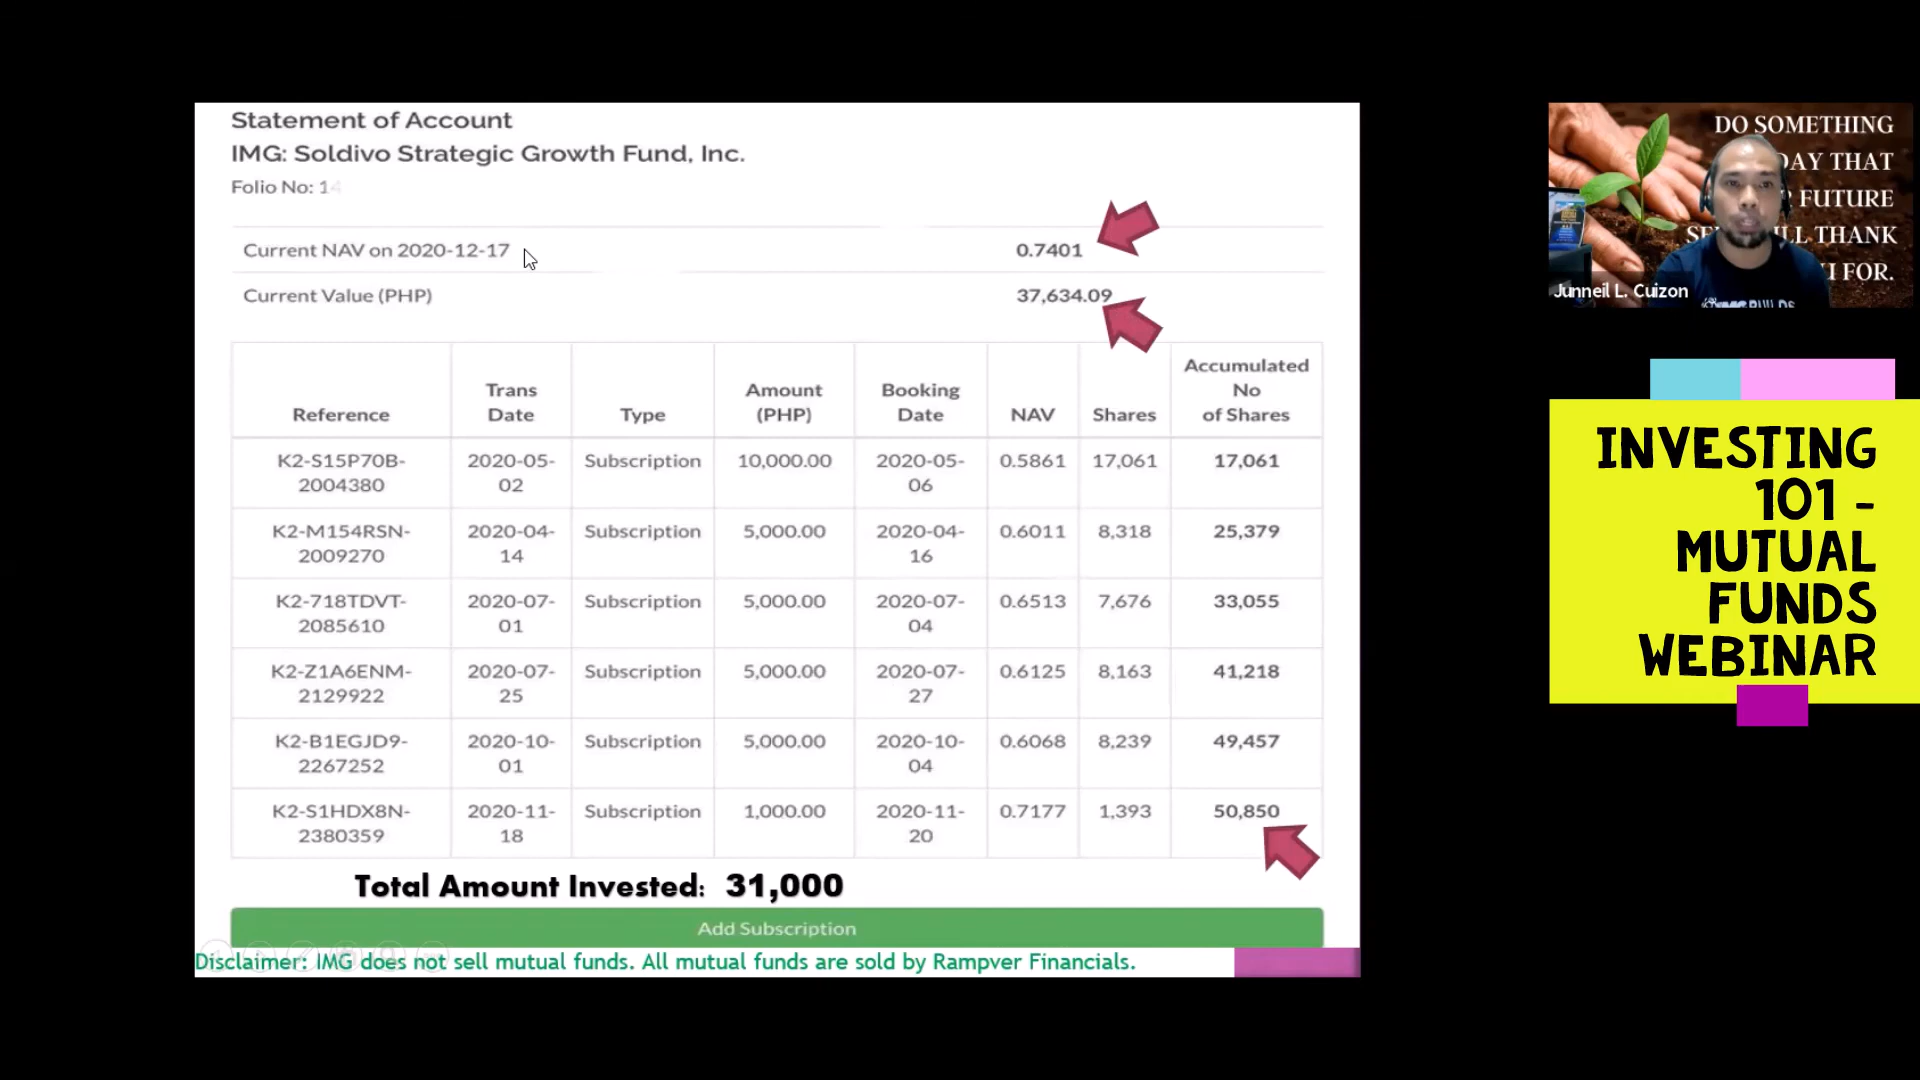 Statement of Account
IMG: Soldivo Strategic Growth Fund, Inc.
Folio No: 14
Current NAV on 2020-12-17 0.7401
Current Value (PHP) 37,634.09
Reference Trans Date Type Amount (PHP) Booking Date NAV Shares Accumulated No of Shares
K2-S15P70B-2004380 2020-05-02 Subscription 10,000.00 2020-05-06 0.5861 17,061 17,061
K2-M154RSN-2009270 2020-04-14 Subscription 5,000.00 2020-04-16 0.6011 8,318 25,379
K2-718TDVT-2085610 2020-07-01 Subscription 5,000.00 2020-07-04 0.6513 7,676 33,055
K2-Z1A6ENM-2129922 2020-07-25 Subscription 5,000.00 2020-07-27 0.6125 8,163 41,218
K2-B1EGJD9-2267252 2020-10-01 Subscription 5,000.00 2020-10-04 0.6068 8,239 49,457
K2-S1HDX8N-2380359 2020-11-18 Subscription 1,000.00 2020-11-20 0.7177 1,393 50,850
Total Amount Invested: 31,000
Add Subscription
Disclaimer: IMG does not sell mutual funds. All mutual funds are sold by Rampver Financials.
DO SOMETHING
DAY THAT
FUTURE
THANK
FOR.
Junneil L. Cuizon
INVESTING
101 -
MUTUAL
FUNDS
WEBINAR